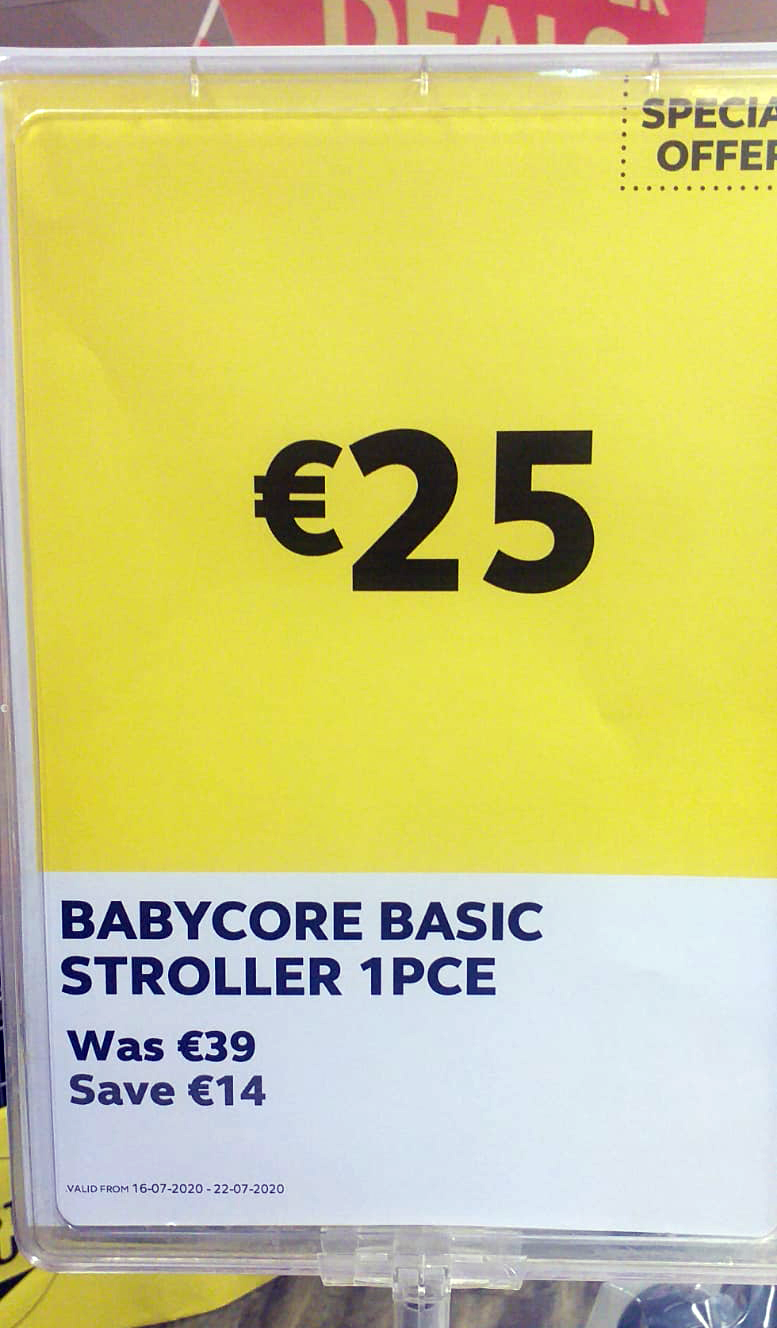 DEALS
SPECIA
OFFER
€25
BABYCORE BASIC
STROLLER 1PCE
Was €39
Save €14
.VALID FROM 16-07-2020 - 22-07-2020